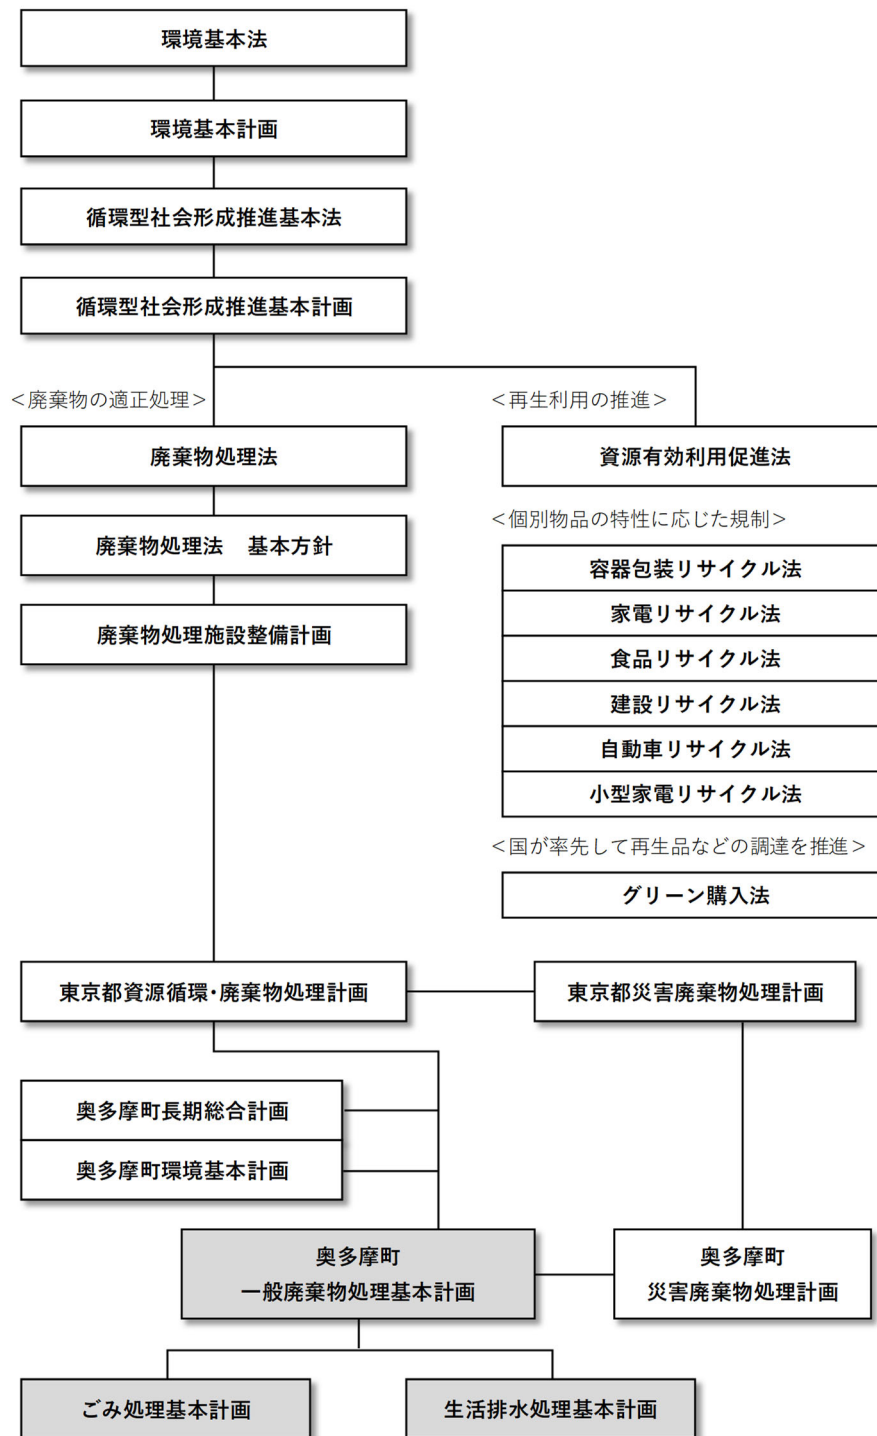 環境基本法
環境基本計画
循環型社会形成推進基本法
循環型社会形成推進基本計画
＜廃棄物の適正処理＞
廃棄物処理法
廃棄物処理法　基本方針
廃棄物処理施設整備計画
＜再生利用の推進＞
資源有効利用促進法
＜個別物品の特性に応じた規制＞
容器包装リサイクル法
家電リサイクル法
食品リサイクル法
建設リサイクル法
自動車リサイクル法
小型家電リサイクル法
＜国が率先して再生品などの調達を推進＞
グリーン購入法
東京都資源循環・廃棄物処理計画
東京都災害廃棄物処理計画
奥多摩町長期総合計画
奥多摩町環境基本計画
奥多摩町
一般廃棄物処理基本計画
奥多摩町
災害廃棄物処理計画
ごみ処理基本計画
生活排水処理基本計画